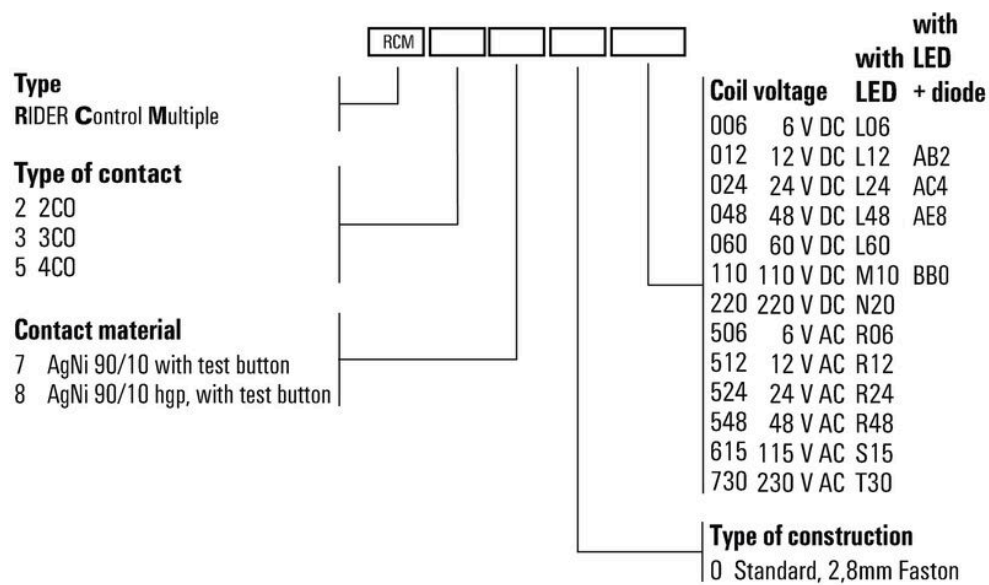 RCM
Type
RIDER Control Multiple
Type of contact
2 2CO
3 3CO
5 4CO
Contact material
7 AgNi 90/10 with test button
8 AgNi 90/10 hgp, with test button
with
with LED
Coil voltage LED + diode
006 6 V DC L06
012 12 V DC L12 AB2
024 24 V DC L24 AC4
048 48 V DC L48 AE8
060 60 V DC L60
110 110 V DC M10 BB0
220 220 V DC N20
506 6 V AC R06
512 12 V AC R12
524 24 V AC R24
548 48 V AC R48
615 115 V AC S15
730 230 V AC T30
Type of construction
0 Standard, 2,8mm Faston